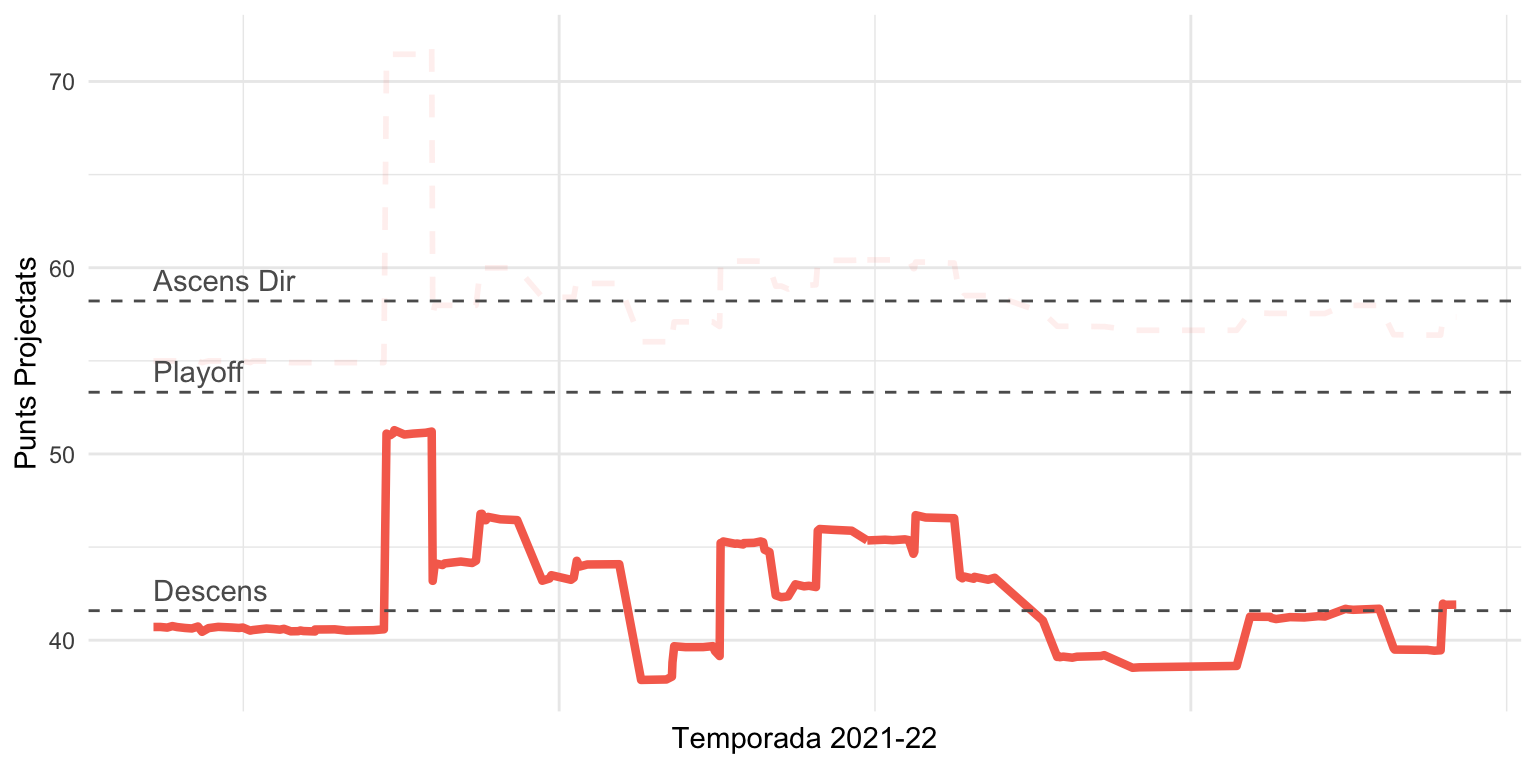 70
60
50
40
Punts Projectats
Ascens Dir
Playoff
Descens
Temporada 2021-22